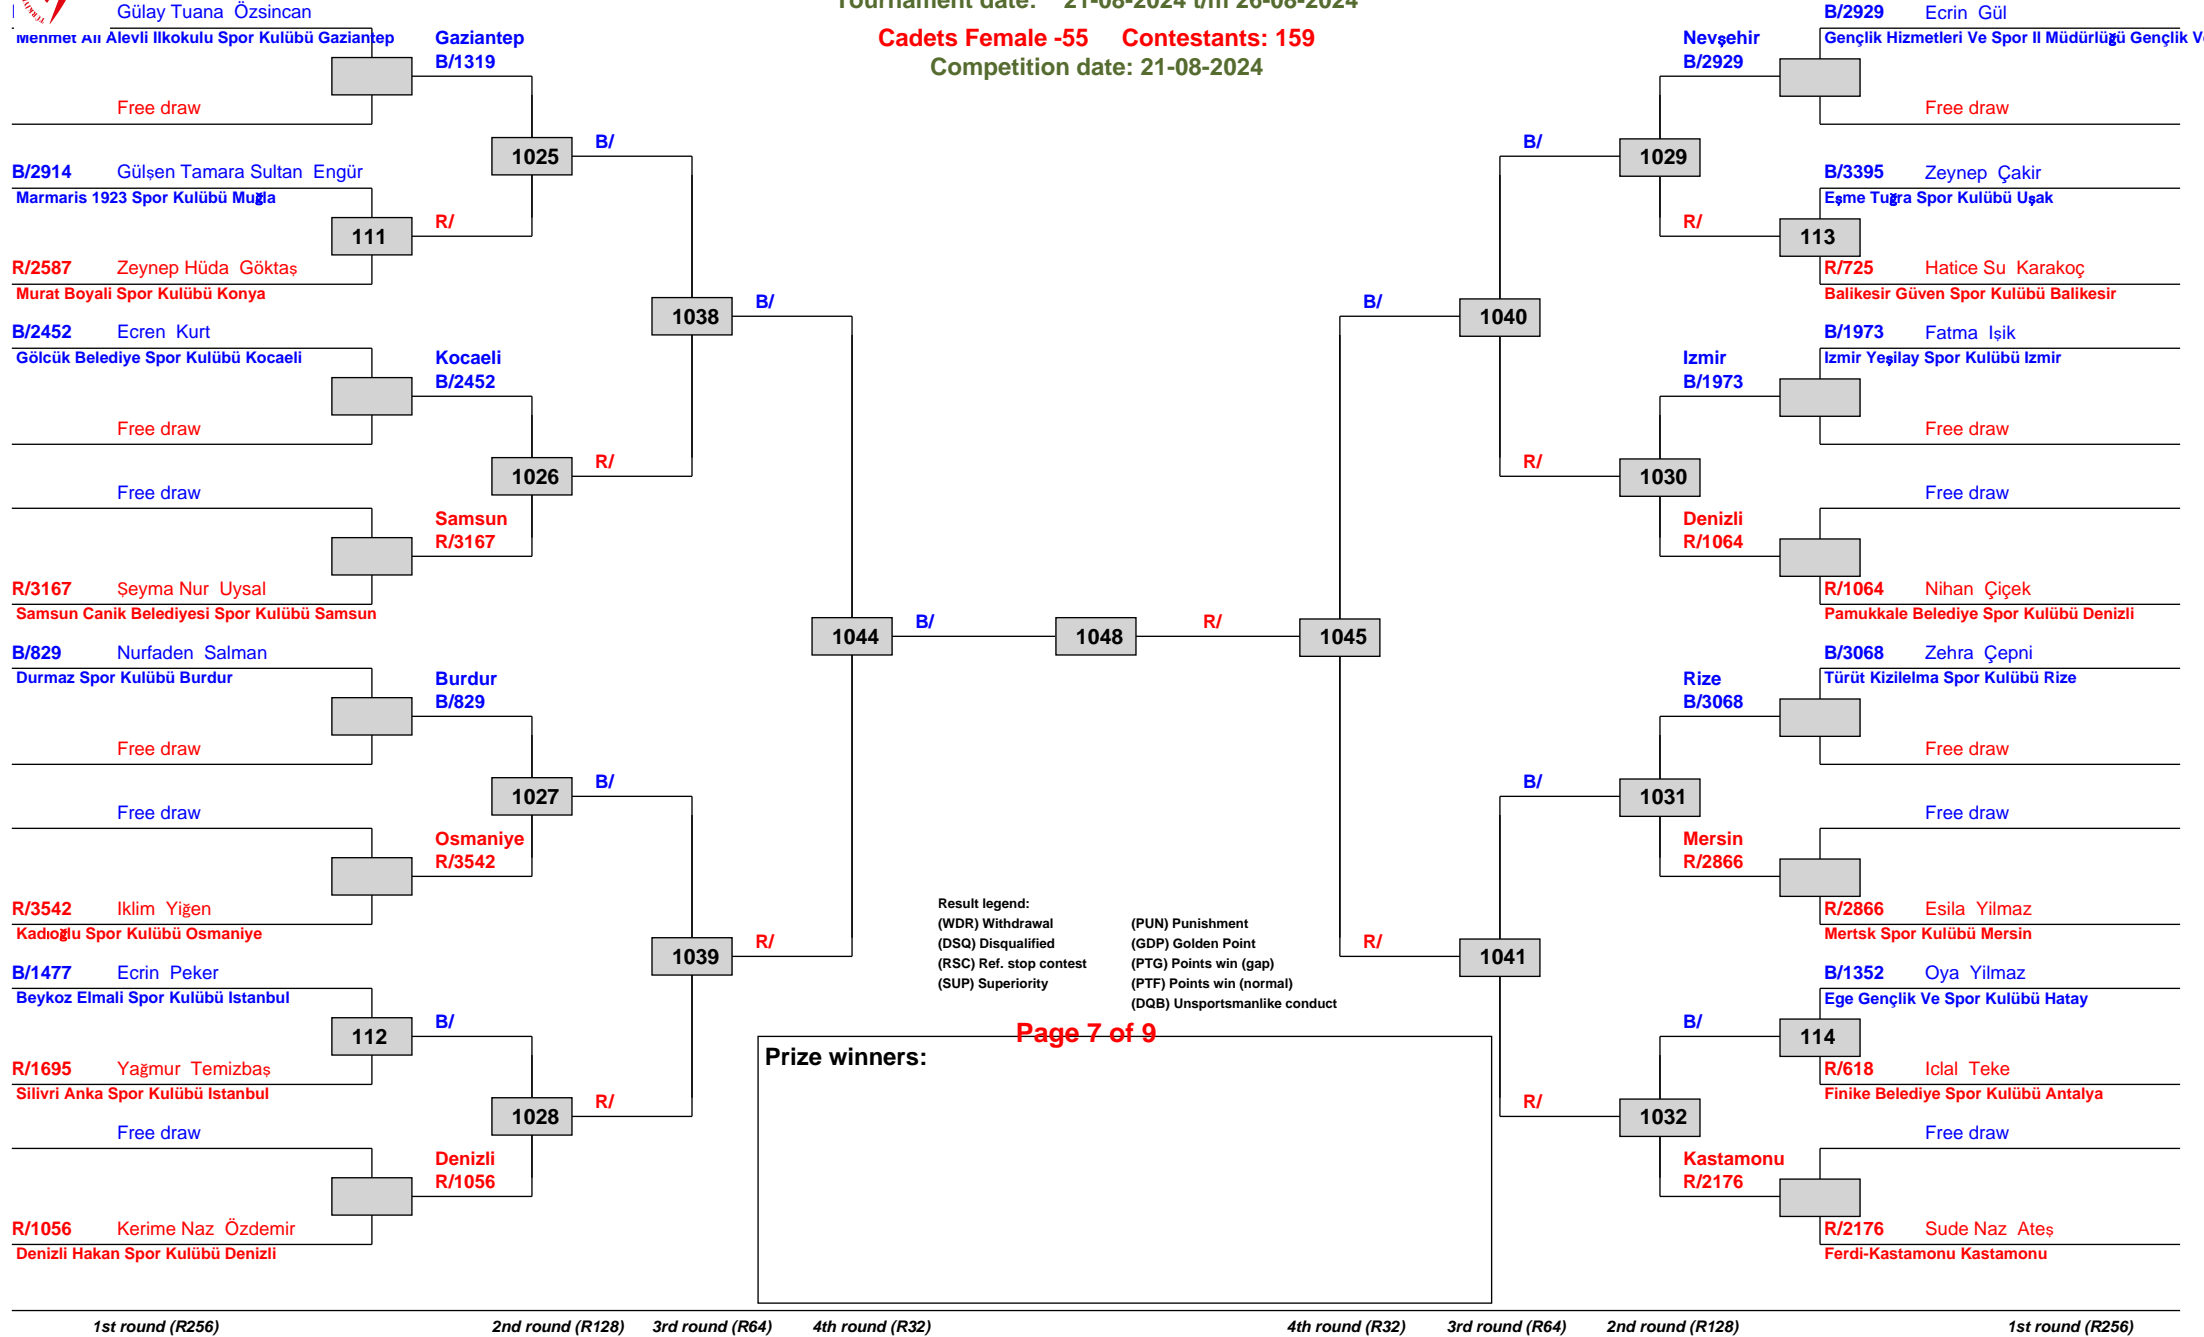 Tournament date: 21-08-2024 t/m 26-08-2024
Cadets Female -55 Contestants: 159
Competition date: 21-08-2024
Gülay Tuana Özsincan
Mehmet Ali Alevli Ilkokulu Spor Kulübü Gaziantep
Gaziantep
B/1319
Free draw
1025
B/
B/2914 Gülşen Tamara Sultan Engür
Marmaris 1923 Spor Kulübü Muğla
111
R/
R/2587 Zeynep Hüda Göktaş
Murat Boyali Spor Kulübü Konya
1038
B/
B/2452 Ecren Kurt
Gölcük Belediye Spor Kulübü Kocaeli
Kocaeli
B/2452
Free draw
1026
R/
Free draw
Samsun
R/3167
R/3167 Şeyma Nur Uysal
Samsun Canik Belediyesi Spor Kulübü Samsun
1044
B/
1048
R/
1045
B/829 Nurfaden Salman
Durmaz Spor Kulübü Burdur
Burdur
B/829
Free draw
1027
B/
Free draw
Osmaniye
R/3542
R/3542 Iklim Yiğen
Kadıoğlu Spor Kulübü Osmaniye
1039
R/
B/1477 Ecrin Peker
Beykoz Elmali Spor Kulübü Istanbul
112
B/
R/1695 Yağmur Temizbaş
Silivri Anka Spor Kulübü Istanbul
1028
R/
Free draw
Denizli
R/1056
R/1056 Kerime Naz Özdemir
Denizli Hakan Spor Kulübü Denizli
B/2929 Ecrin Gül
Gençlik Hizmetleri Ve Spor Il Müdürlüğü Gençlik V
Nevşehir
B/2929
Free draw
B/
1029
B/3395 Zeynep Çakir
Eşme Tuğra Spor Kulübü Uşak
R/
113
R/725 Hatice Su Karakoç
Balikesir Güven Spor Kulübü Balikesir
B/
1040
B/1973 Fatma Işik
Izmir Yeşilay Spor Kulübü Izmir
Izmir
B/1973
Free draw
R/
1030
Free draw
Denizli
R/1064
R/1064 Nihan Çiçek
Pamukkale Belediye Spor Kulübü Denizli
B/3068 Zehra Çepni
Türüt Kizilelma Spor Kulübü Rize
Rize
B/3068
Free draw
B/
1031
Free draw
Mersin
R/2866
R/2866 Esila Yilmaz
Mertsk Spor Kulübü Mersin
R/
1041
B/1352 Oya Yilmaz
Ege Gençlik Ve Spor Kulübü Hatay
B/
114
R/618 Iclal Teke
Finike Belediye Spor Kulübü Antalya
R/
1032
Free draw
Kastamonu
R/2176
R/2176 Sude Naz Ateş
Ferdi-Kastamonu Kastamonu
Result legend:
(WDR) Withdrawal (PUN) Punishment
(DSQ) Disqualified (GDP) Golden Point
(RSC) Ref. stop contest (PTG) Points win (gap)
(SUP) Superiority (PTF) Points win (normal)
(DQB) Unsportsmanlike conduct
Page 7 of 9
Prize winners:
1st round (R256) 2nd round (R128) 3rd round (R64) 4th round (R32) 4th round (R32) 3rd round (R64) 2nd round (R128) 1st round (R256)